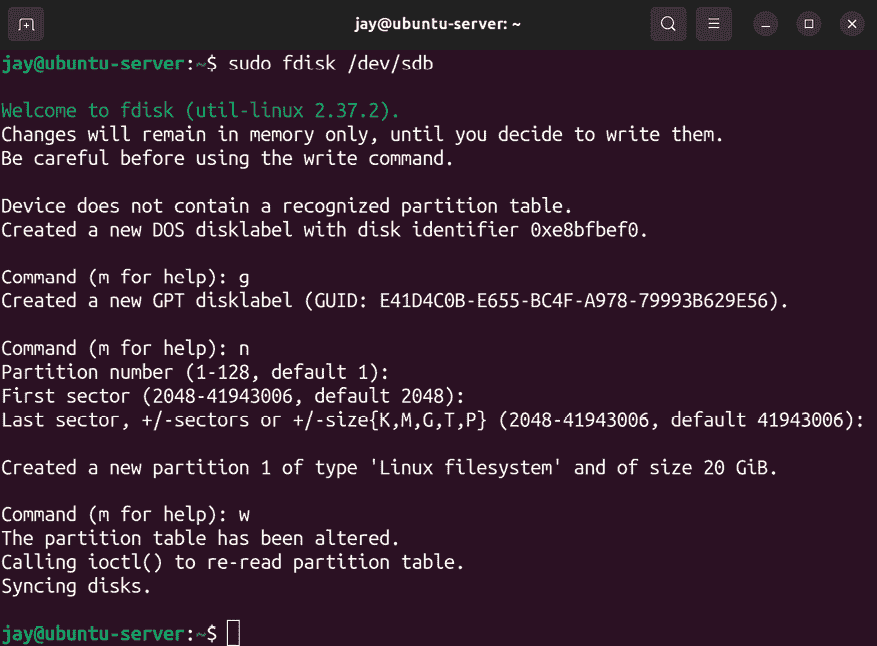 jay@ubuntu-server: ~
jay@ubuntu-server:~$ sudo fdisk /dev/sdb
Welcome to fdisk (util-linux 2.37.2).
Changes will remain in memory only, until you decide to write them.
Be careful before using the write command.
Device does not contain a recognized partition table.
Created a new DOS disklabel with disk identifier 0xe8bfbef0.
Command (m for help): g
Created a new GPT disklabel (GUID: E41D4C0B-E655-BC4F-A978-79993B629E56).
Command (m for help): n
Partition number (1-128, default 1):
First sector (2048-41943006, default 2048):
Last sector, +/-sectors or +/-size{K,M,G,T,P} (2048-41943006, default 41943006):
Created a new partition 1 of type 'Linux filesystem' and of size 20 GiB.
Command (m for help): w
The partition table has been altered.
Calling ioctl() to re-read partition table.
Syncing disks.
jay@ubuntu-server:~$